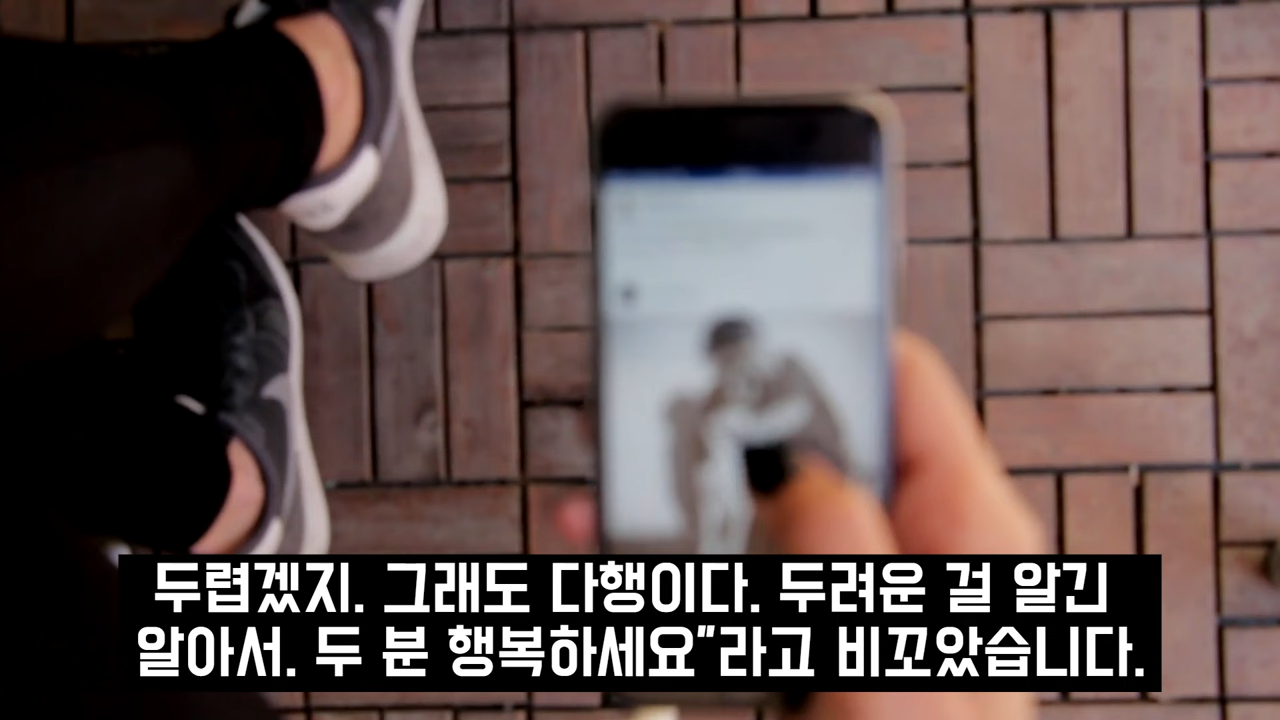 두렵겠지. 그래도 다행이다. 두려운 걸 알긴
알아서. 두 분 행복하세요"라고 비꼬았습니다.